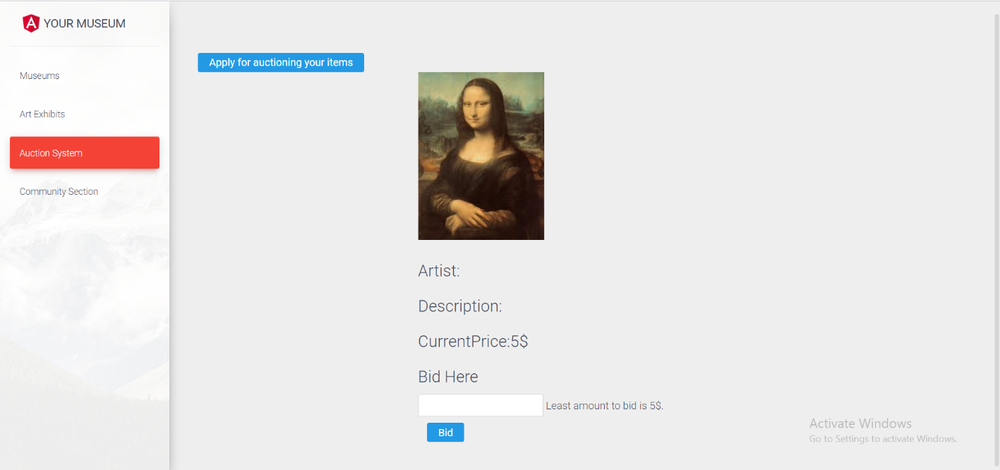 YOUR MUSEUM
Museums
Art Exhibits
Auction System
Community Section
Apply for auctioning your items
Artist:
Description:
CurrentPrice:5$
Bid Here
Least amount to bid is 5$.
Bid
Activate Windows
Go to Settings to activate Windows.